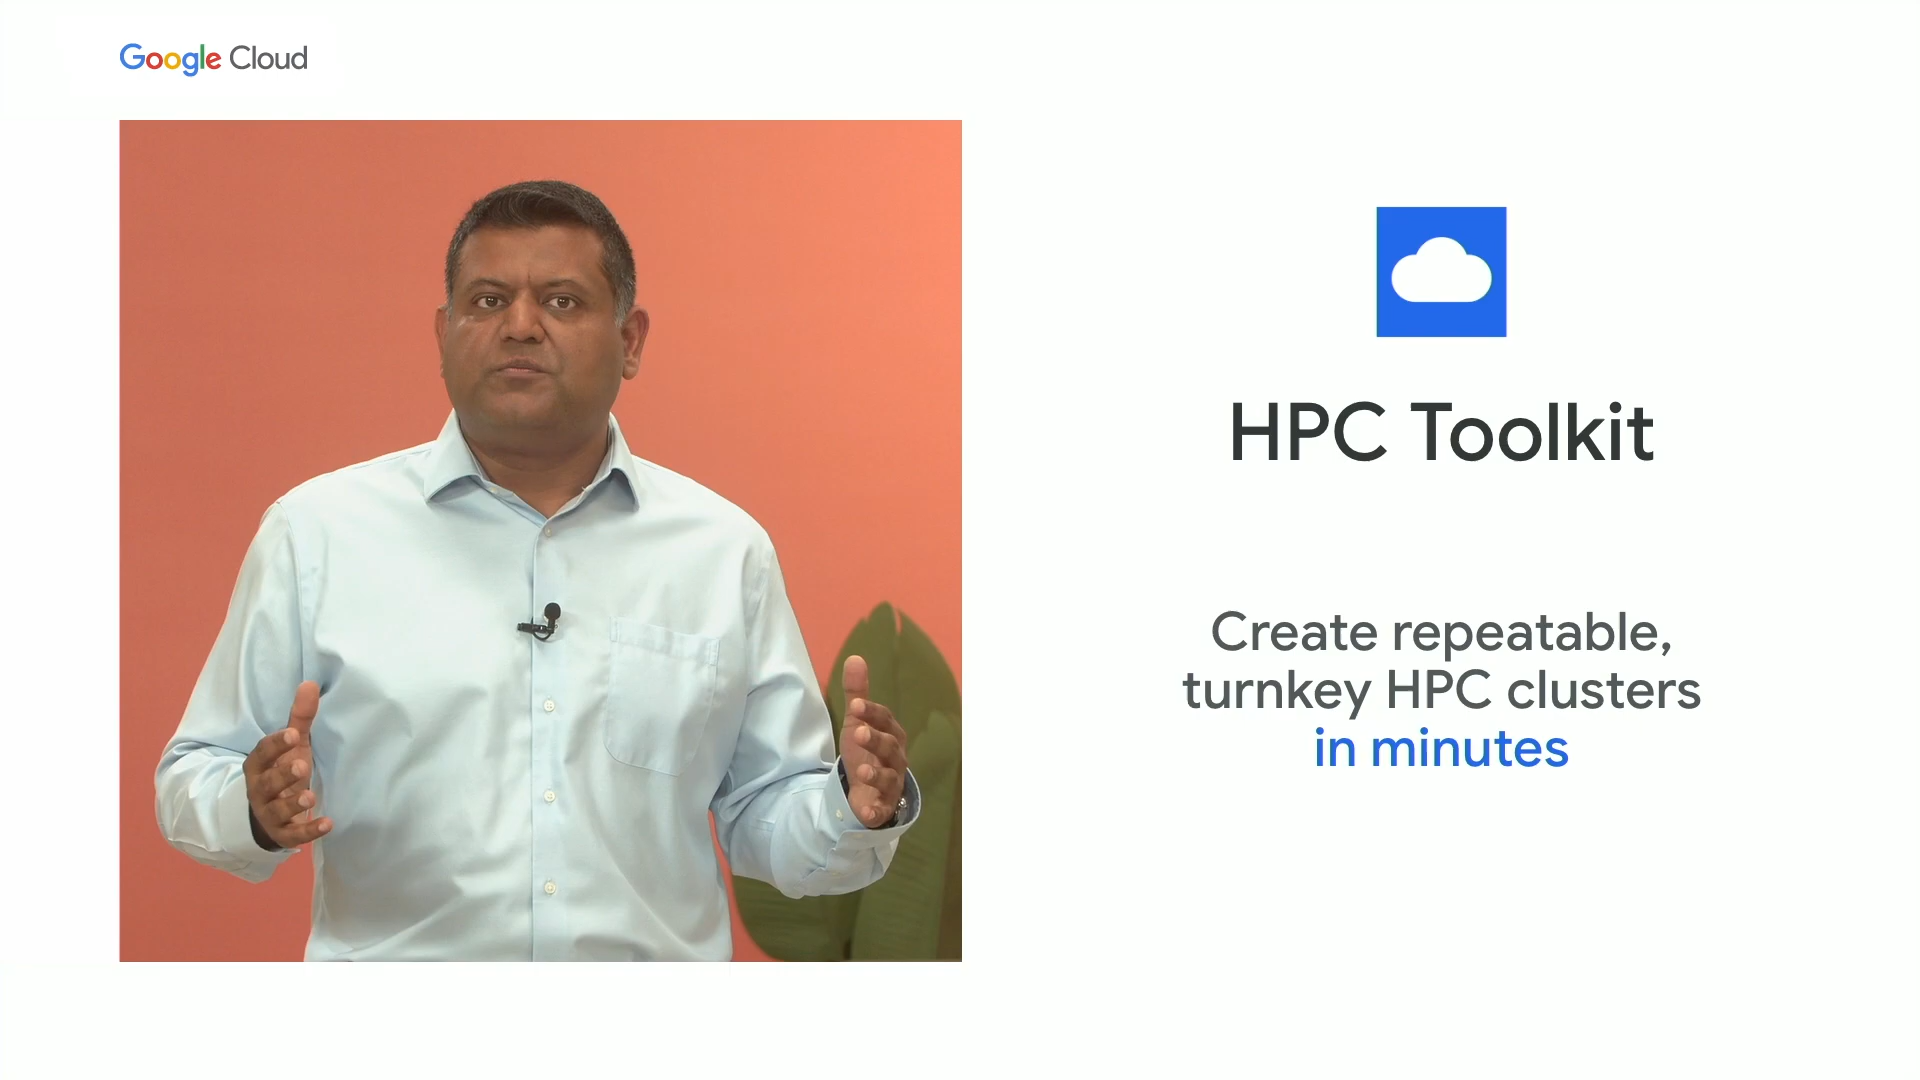 Google Cloud
HPC Toolkit
Create repeatable,
turnkey HPC clusters
in minutes